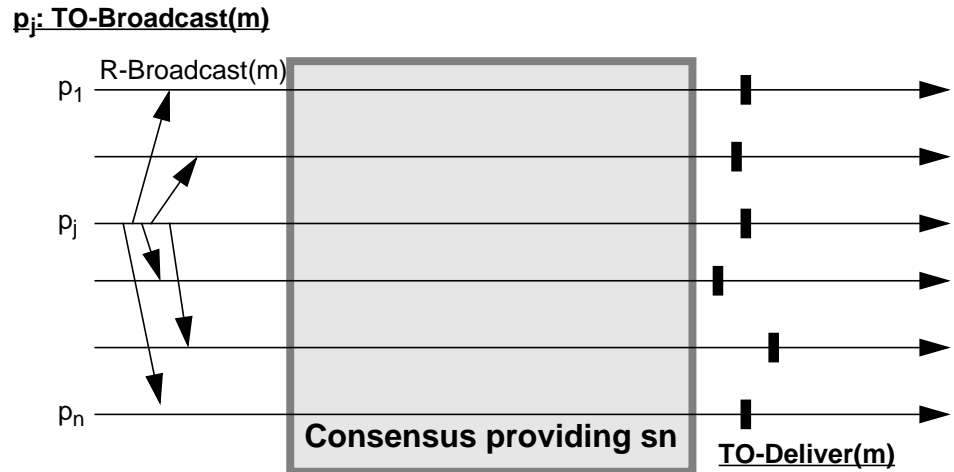 pj: TO-Broadcast(m)
R-Broadcast(m)
p1
pj
pn
Consensus providing sn
TO-Deliver(m)